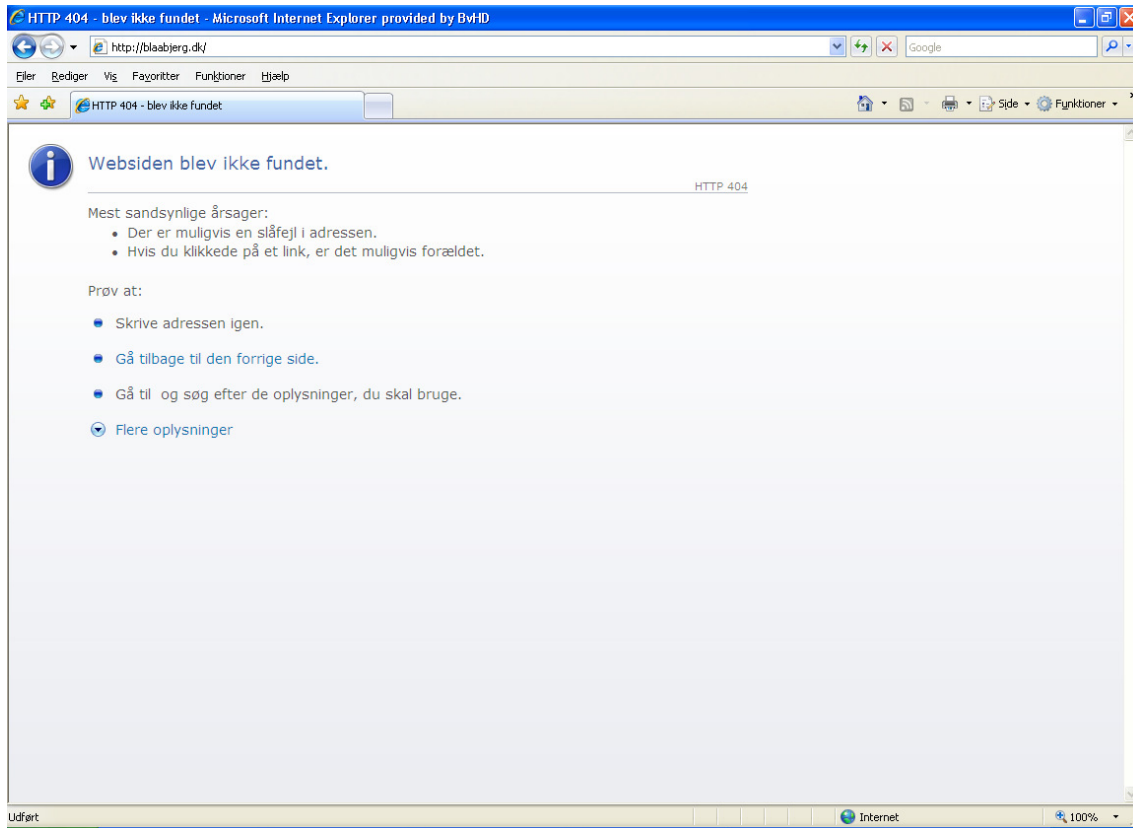 HTTP 404 - blev ikke fundet - Microsoft Internet Explorer provided by BvHD
http://blaabjerg.dk/
Google
Filer Rediger Vis Favoritter Funktioner Hjælp
HTTP 404 - blev ikke fundet
Side Funktioner
Websiden blev ikke fundet.
HTTP 404
Mest sandsynlige årsager:
Der er muligvis en slåfejl i adressen.
Hvis du klikkede på et link, er det muligvis forældet.
Prøv at:
Skrive adressen igen.
Gå tilbage til den forrige side.
Gå til og søg efter de oplysninger, du skal bruge.
Flere oplysninger
Udført
Internet
100%